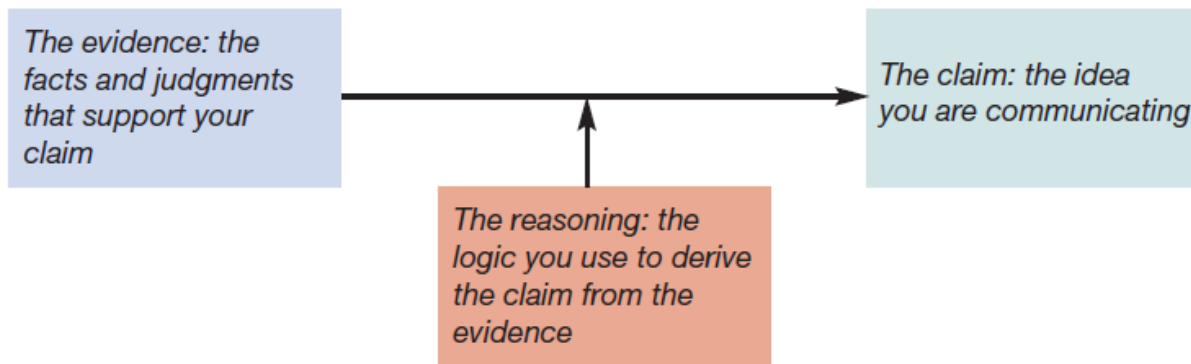 The evidence: the
facts and judgments
that support your
claim
The claim: the idea
you are communicating
The reasoning: the
logic you use to derive
the claim from the
evidence